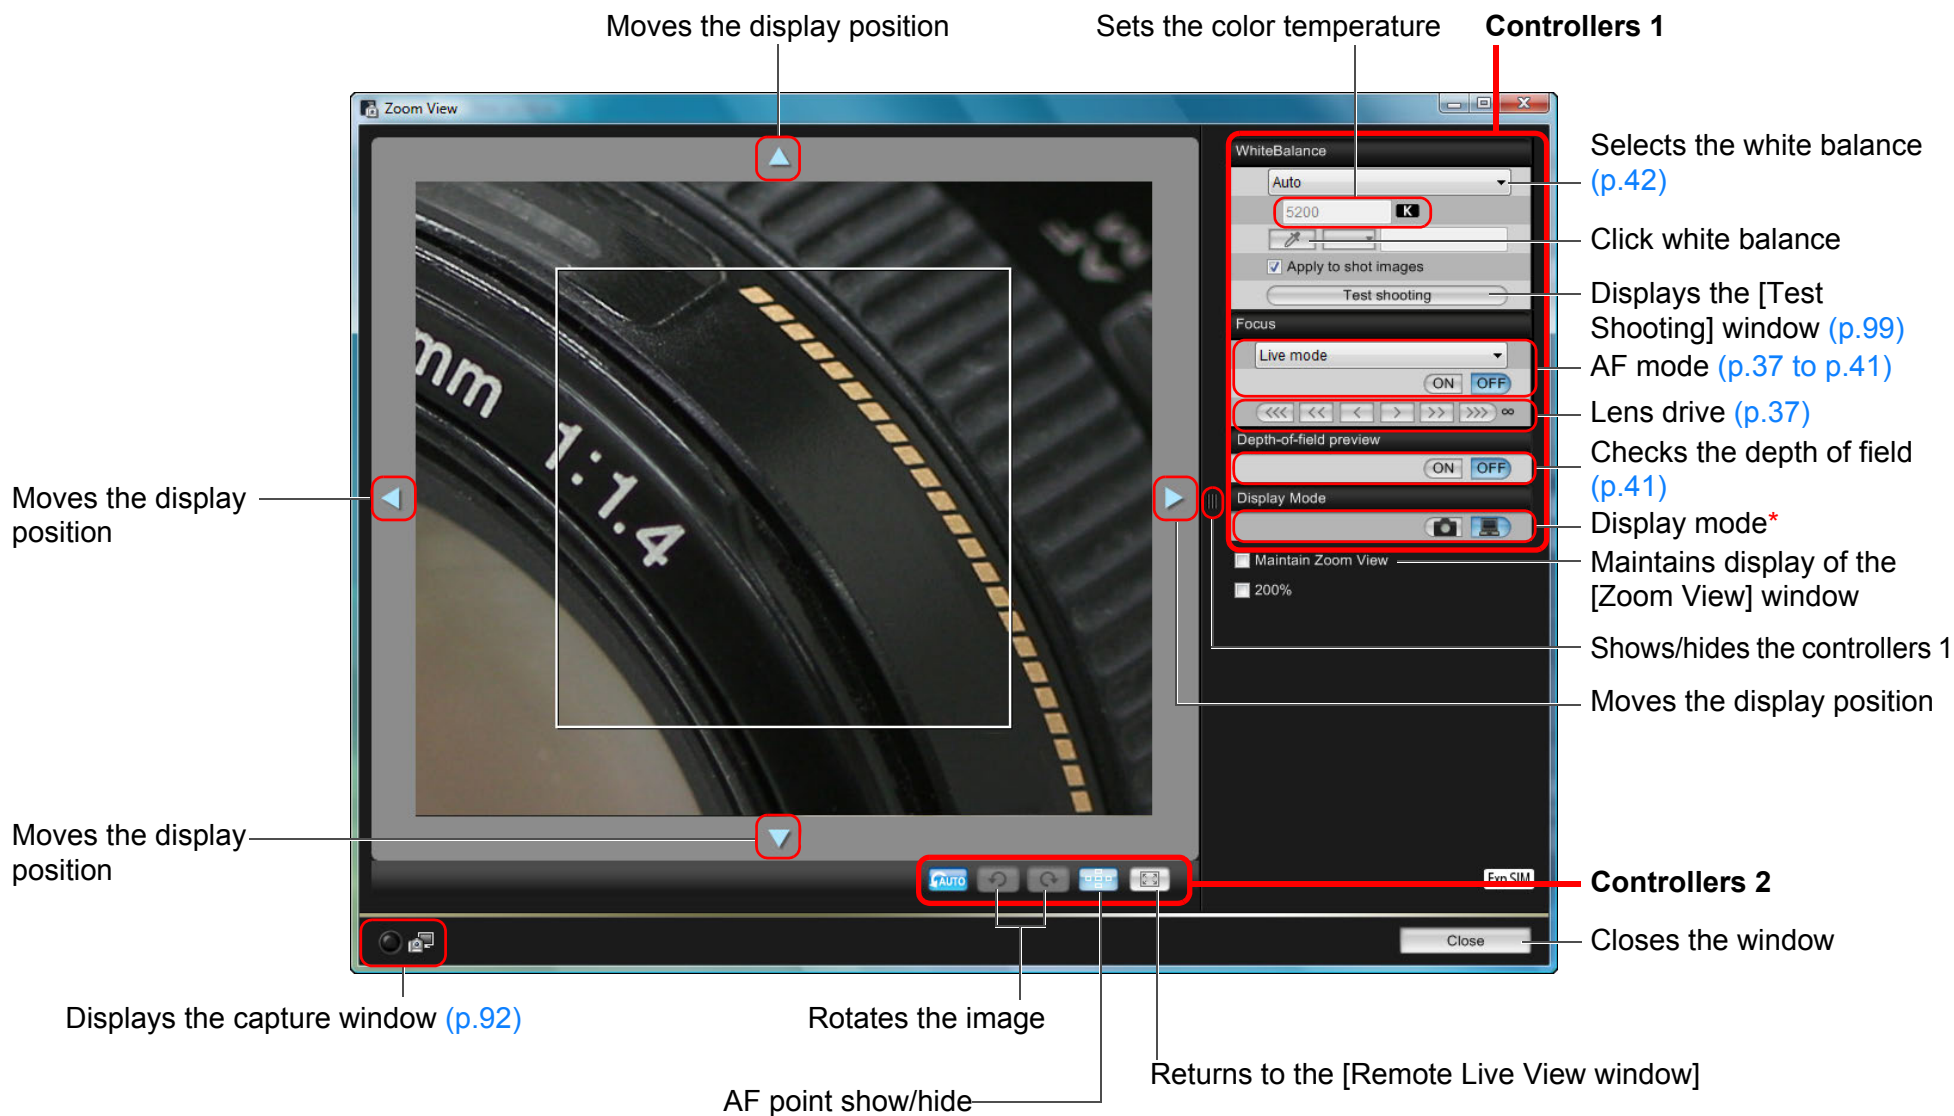 Moves the display position
Sets the color temperature
Controllers 1
Zoom View
WhiteBalance
Auto
5200 K
Apply to shot images
Test shooting
Focus
Live mode
ON OFF
<<< << < > >> >>> ∞
Depth-of-field preview
ON OFF
Display Mode
Maintain Zoom View
200%
mm 1:1.4
Selects the white balance
(p.42)
Click white balance
Displays the [Test
Shooting] window (p.99)
AF mode (p.37 to p.41)
Lens drive (p.37)
Checks the depth of field
(p.41)
Display mode*
Maintains display of the
[Zoom View] window
Shows/hides the controllers 1
Moves the display position
Moves the display
position
Moves the display
position
AUTO
Exp.SIM
Controllers 2
Close
Closes the window
Displays the capture window (p.92)
Rotates the image
Returns to the [Remote Live View window]
AF point show/hide